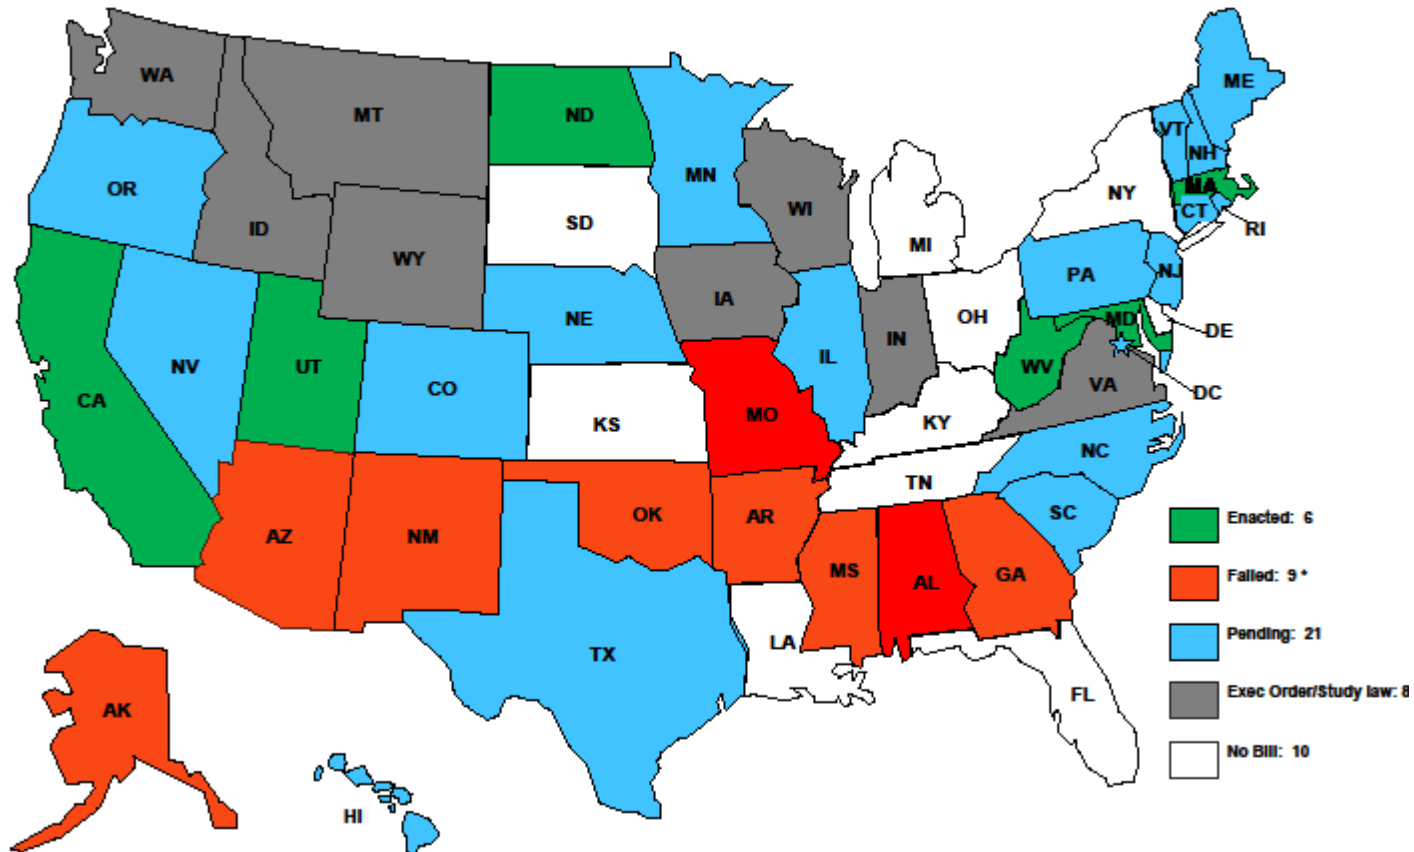 WA
MT
ND
MN
ME
VT
NH
OR
ID
WY
SD
WI
MI
NY
MA
CT
RI
NE
IA
PA
NJ
NV
UT
CO
IL
IN
OH
MD
DE
CA
KS
MO
WV
VA
DC
KY
NC
TN
SC
AZ
NM
OK
AR
MS
AL
GA
TX
LA
FL
AK
HI
Enacted: 6
Failed: 9 *
Pending: 21
Exec Order/Study law: 8
No Bill: 10